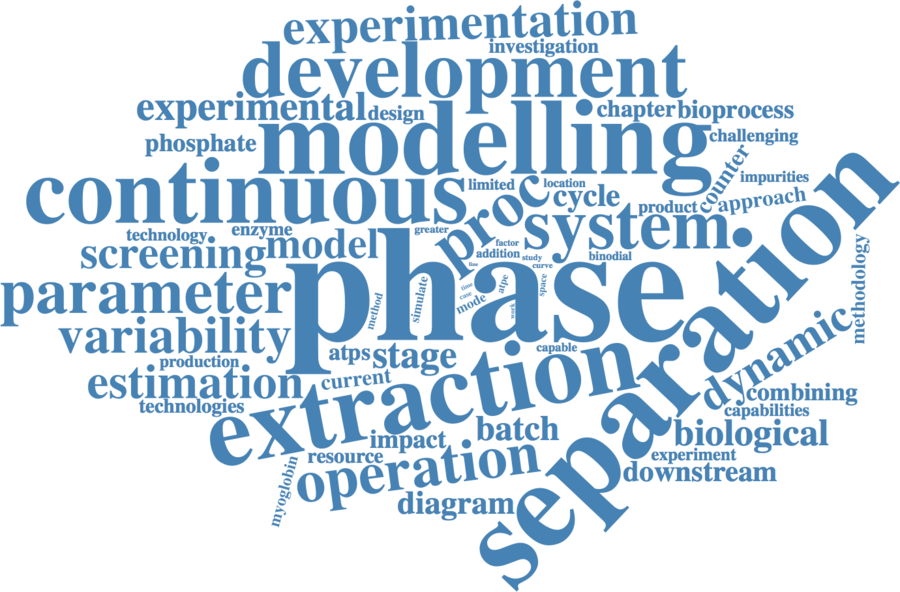 experimentation
investigation
development
experimental
design
chapter
bioprocess
phosphate
modelling
challenging
counter
continuous
limited
location
impurities
proc
cycle
product
approach
technology
enzyme
greater
system
screening
model
factor
addition
study
curve
binodial
separation
methodology
parameter
phase
line
time
case
mode
atpe
work
space
method
simulate
variability
production
atps
stage
capable
dynamic
estimation
current
technologies
extraction
combining
capabilities
impact
batch
biological
resource
experiment
myoglobin
operation
downstream
diagram